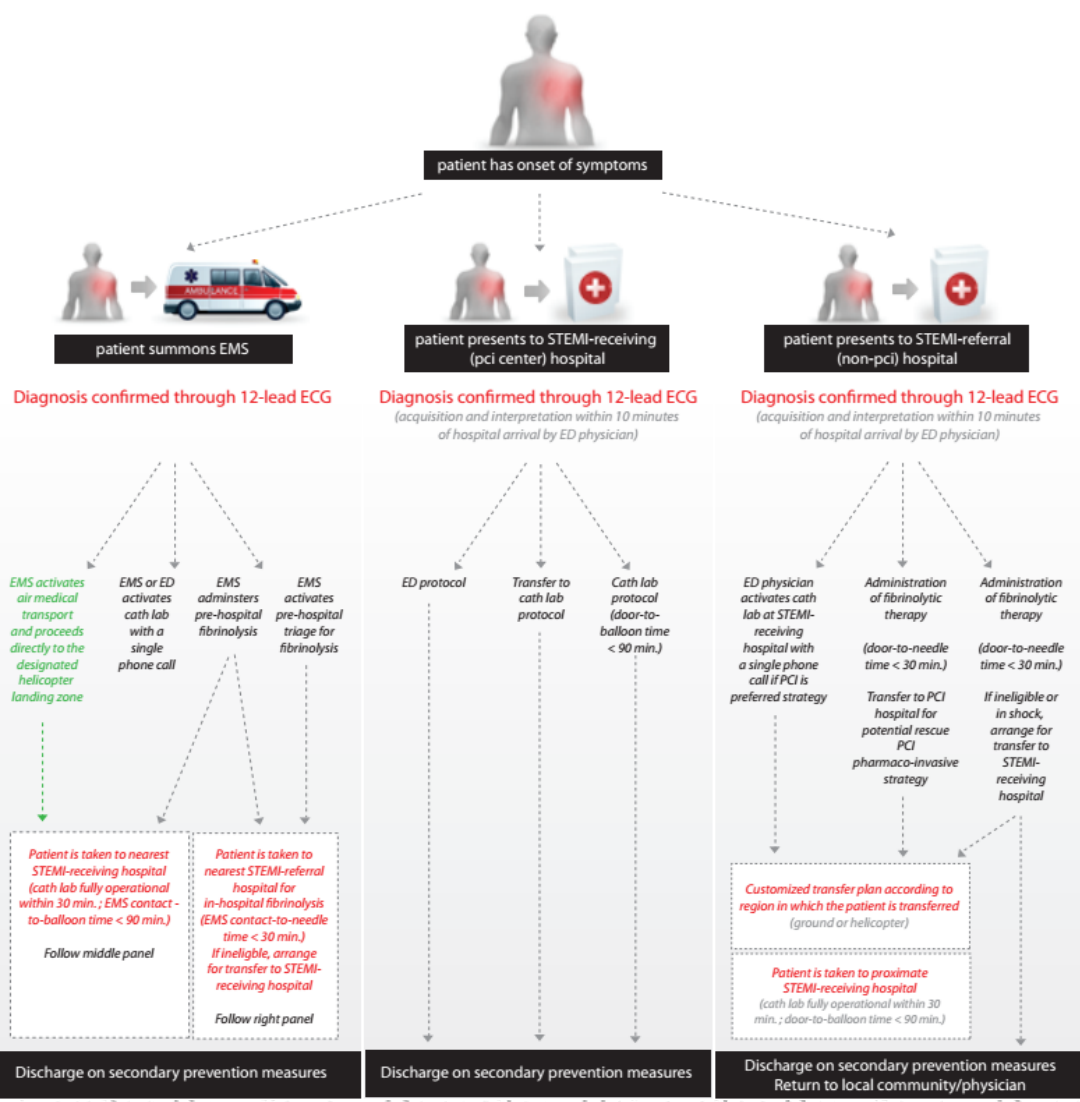 patient has onset of symptoms
AMBULANCE
patient summons EMS
Diagnosis confirmed through 12-lead ECG
EMS activates
air medical
transport
and proceeds
directly to the
designated
helicopter
landing zone
EMS or ED
activates
cath lab
with a
single
phone call
EMS
adminsters
pre-hospital
fibrinolysis
EMS
activates
pre-hospital
triage for
fibrinolysis
Patient is taken to nearest
STEMI-receiving hospital
(cath lab fully operational
within 30 min. ; EMS contact -
to-balloon time < 90 min.)
Follow middle panel
Patient is taken to
nearest STEMI-referral
hospital for
in-hospital fibrinolysis
(EMS contact-to-needle
time < 30 min.)
If ineligble, arrange
for transfer to STEMI-
receiving hospital
Follow right panel
Discharge on secondary prevention measures
patient presents to STEMI-receiving
(pci center) hospital
Diagnosis confirmed through 12-lead ECG
(acquisition and interpretation within 10 minutes
of hospital arrival by ED physician)
ED protocol
Transfer to
cath lab
protocol
Cath lab
protocol
(door-to-
balloon time
< 90 min.)
Discharge on secondary prevention measures
patient presents to STEMI-referral
(non-pci) hospital
Diagnosis confirmed through 12-lead ECG
(acquisition and interpretation within 10 minutes
of hospital arrival by ED physician)
ED physician
activates cath
lab at STEMI-
receiving
hospital with
a single phone
call if PCI is
preferred strategy
Administration
of fibrinolytic
therapy
(door-to-needle
time < 30 min.)
Transfer to PCI
hospital for
potential rescue
PCI
pharmaco-invasive
strategy
Administration
of fibrinolytic
therapy
(door-to-needle
time < 30 min.)
If ineligible or
in shock,
arrange for
transfer to
STEMI-
receiving
hospital
Customized transfer plan according to
region in which the patient is transferred
(ground or helicopter)
Patient is taken to proximate
STEMI-receiving hospital
(cath lab fully operational within 30
min. ; door-to-balloon time < 90 min.)
Discharge on secondary prevention measures
Return to local community/physician